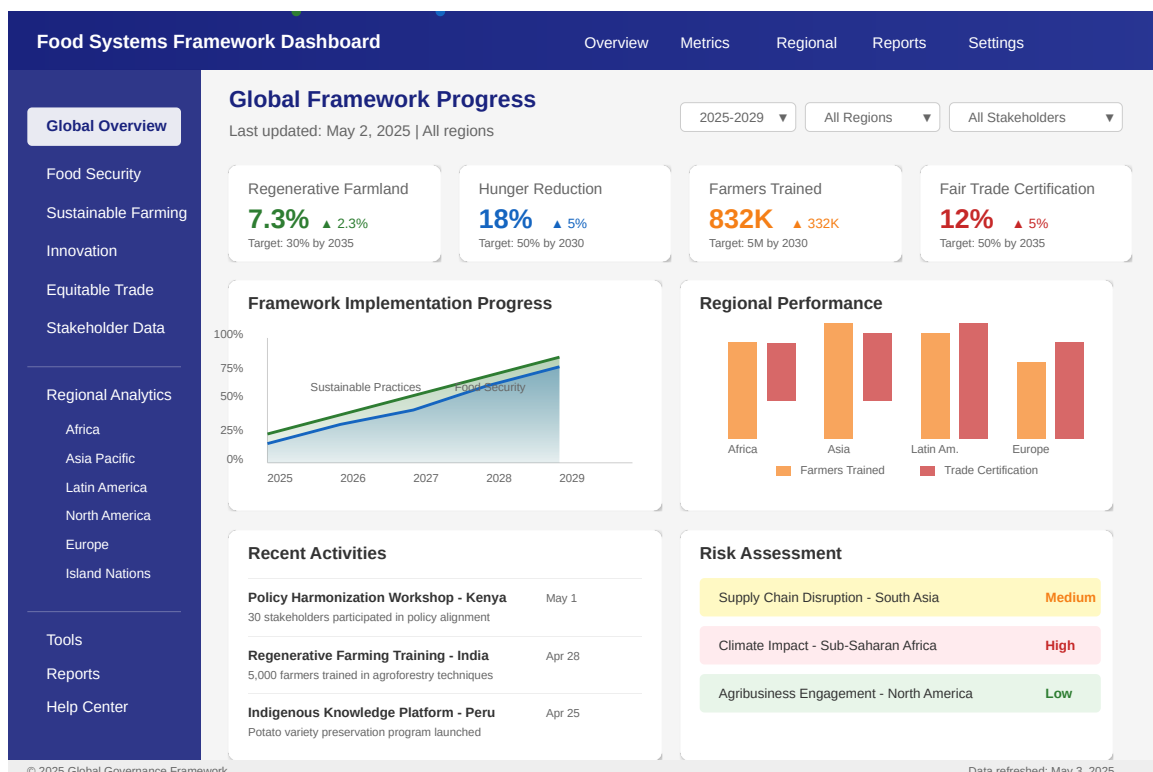 Food Systems Framework Dashboard
Overview Metrics Regional Reports Settings
Global Overview
Food Security
Sustainable Farming
Innovation
Equitable Trade
Stakeholder Data
Regional Analytics
Africa
Asia Pacific
Latin America
North America
Europe
Island Nations
Tools
Reports
Help Center
Global Framework Progress
Last updated: May 2, 2025 | All regions
2025-2029 ▼ All Regions ▼ All Stakeholders ▼
Regenerative Farmland
7.3% ▲ 2.3%
Target: 30% by 2035
Hunger Reduction
18% ▲ 5%
Target: 50% by 2030
Farmers Trained
832K ▲ 332K
Target: 5M by 2030
Fair Trade Certification
12% ▲ 5%
Target: 50% by 2035
Framework Implementation Progress
100%
75%
50%
25%
0%
Sustainable Practices Food Security
2025 2026 2027 2028 2029
Regional Performance
Africa Asia Latin Am. Europe
Farmers Trained Trade Certification
Recent Activities
Policy Harmonization Workshop - Kenya May 1
30 stakeholders participated in policy alignment
Regenerative Farming Training - India Apr 28
5,000 farmers trained in agroforestry techniques
Indigenous Knowledge Platform - Peru Apr 25
Potato variety preservation program launched
Risk Assessment
Supply Chain Disruption - South Asia Medium
Climate Impact - Sub-Saharan Africa High
Agribusiness Engagement - North America Low
© 2025 Global Governance Framework
Data refreshed: May 3, 2025